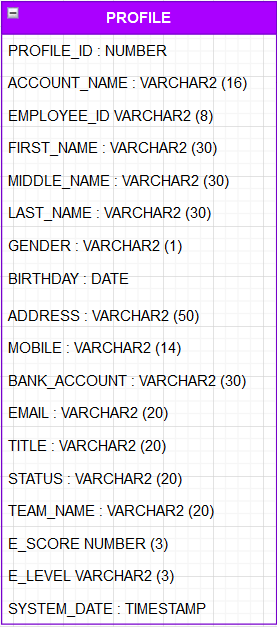 PROFILE
PROFILE_ID : NUMBER
ACCOUNT_NAME : VARCHAR2 (16)
EMPLOYEE_ID VARCHAR2 (8)
FIRST_NAME : VARCHAR2 (30)
MIDDLE_NAME : VARCHAR2 (30)
LAST_NAME : VARCHAR2 (30)
GENDER : VARCHAR2 (1)
BIRTHDAY : DATE
ADDRESS : VARCHAR2 (50)
MOBILE : VARCHAR2 (14)
BANK_ACCOUNT : VARCHAR2 (30)
EMAIL : VARCHAR2 (20)
TITLE : VARCHAR2 (20)
STATUS : VARCHAR2 (20)
TEAM_NAME : VARCHAR2 (20)
E_SCORE NUMBER (3)
E_LEVEL VARCHAR2 (3)
SYSTEM_DATE : TIMESTAMP